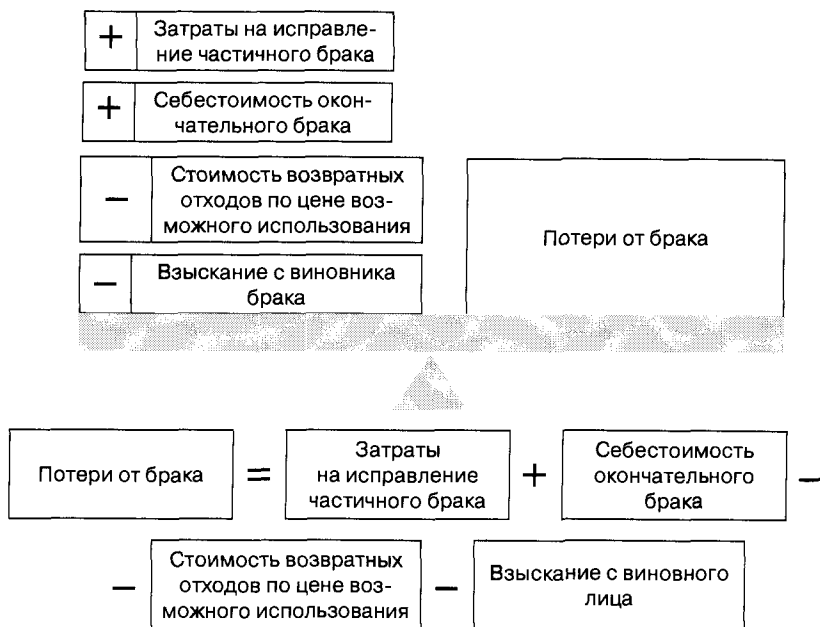 + Затраты на исправле-
ние частичного брака
+ Себестоимость окон-
чательного брака
− Стоимость возвратных
отходов по цене воз-
можного использования
− Взыскание с виновника
брака
Потери от брака
Потери от брака = Затраты
на исправление
частичного брака + Себестоимость
окончательного
брака −
− Стоимость возвратных
отходов по цене воз-
можного использования − Взыскание с виновного
лица